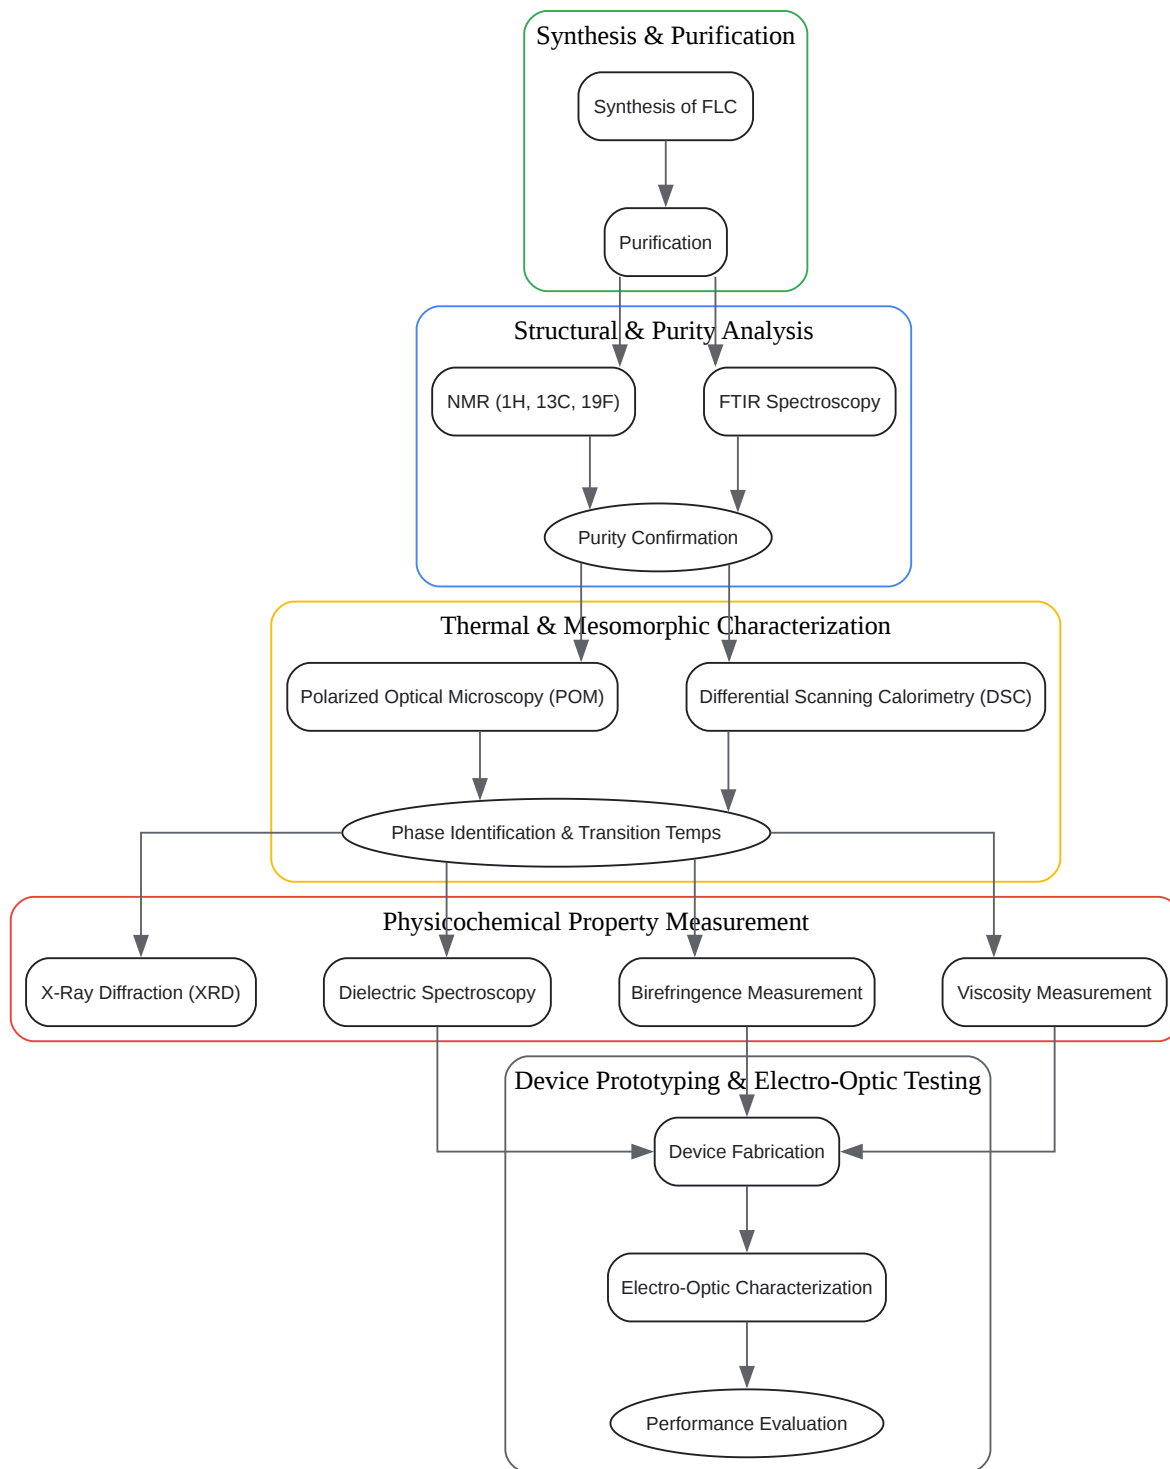 Synthesis & Purification
Synthesis of FLC
Purification
Structural & Purity Analysis
NMR (1H, 13C, 19F)
FTIR Spectroscopy
Purity Confirmation
Thermal & Mesomorphic Characterization
Polarized Optical Microscopy (POM)
Differential Scanning Calorimetry (DSC)
Phase Identification & Transition Temps
Physicochemical Property Measurement
X-Ray Diffraction (XRD)
Dielectric Spectroscopy
Birefringence Measurement
Viscosity Measurement
Device Prototyping & Electro-Optic Testing
Device Fabrication
Electro-Optic Characterization
Performance Evaluation